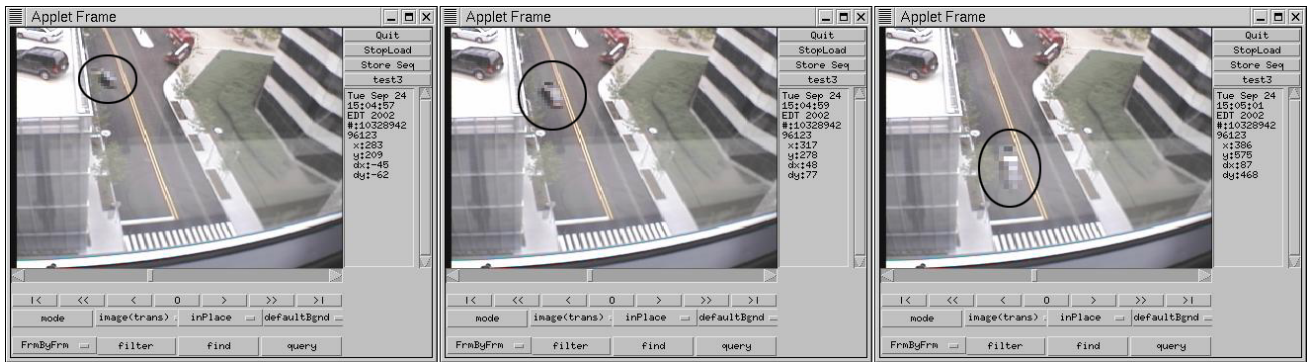 Applet Frame
Quit
StopLoad
Store Seq
test3
Tue Sep 24
15:04:57
EDT 2002
#:10328942
96123
x:283
y:209
dx:-45
dy:-62
I<
<<
<
0
>
>>
>I
mode
image(trans)
inPlace
defaultBgnd
FrmByFrm
filter
find
query
Applet Frame
Quit
StopLoad
Store Seq
test3
Tue Sep 24
15:04:59
EDT 2002
#:10328942
96123
x:317
y:278
dx:48
dy:77
I<
<<
<
0
>
>>
>I
mode
image(trans)
inPlace
defaultBgnd
FrmByFrm
filter
find
query
Applet Frame
Quit
StopLoad
Store Seq
test3
Tue Sep 24
15:05:01
EDT 2002
#:10328942
96123
x:386
y:575
dx:87
dy:468
I<
<<
<
0
>
>>
>I
mode
image(trans)
inPlace
defaultBgnd
FrmByFrm
filter
find
query